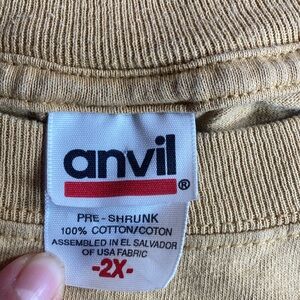 anvil
®
PRE-SHRUNK
100% COTTON/COTON
ASSEMBLED IN EL SALVADOR
OF USA FABRIC
-2X-